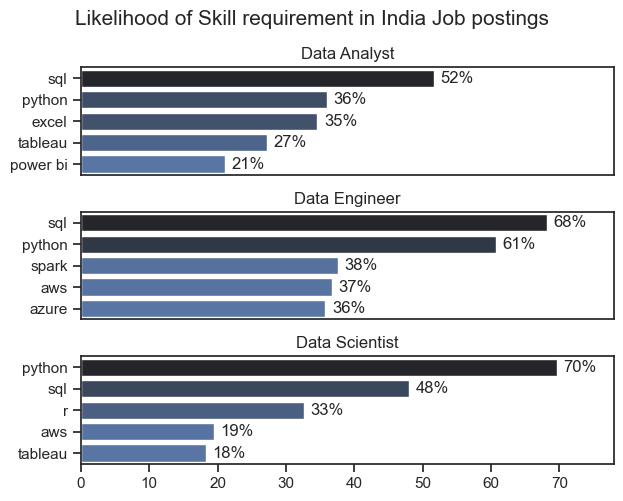 Likelihood of Skill requirement in India Job postings
Data Analyst
sql 52%
python 36%
excel 35%
tableau 27%
power bi 21%
Data Engineer
sql 68%
python 61%
spark 38%
aws 37%
azure 36%
Data Scientist
python 70%
sql 48%
r 33%
aws 19%
tableau 18%
0 10 20 30 40 50 60 70